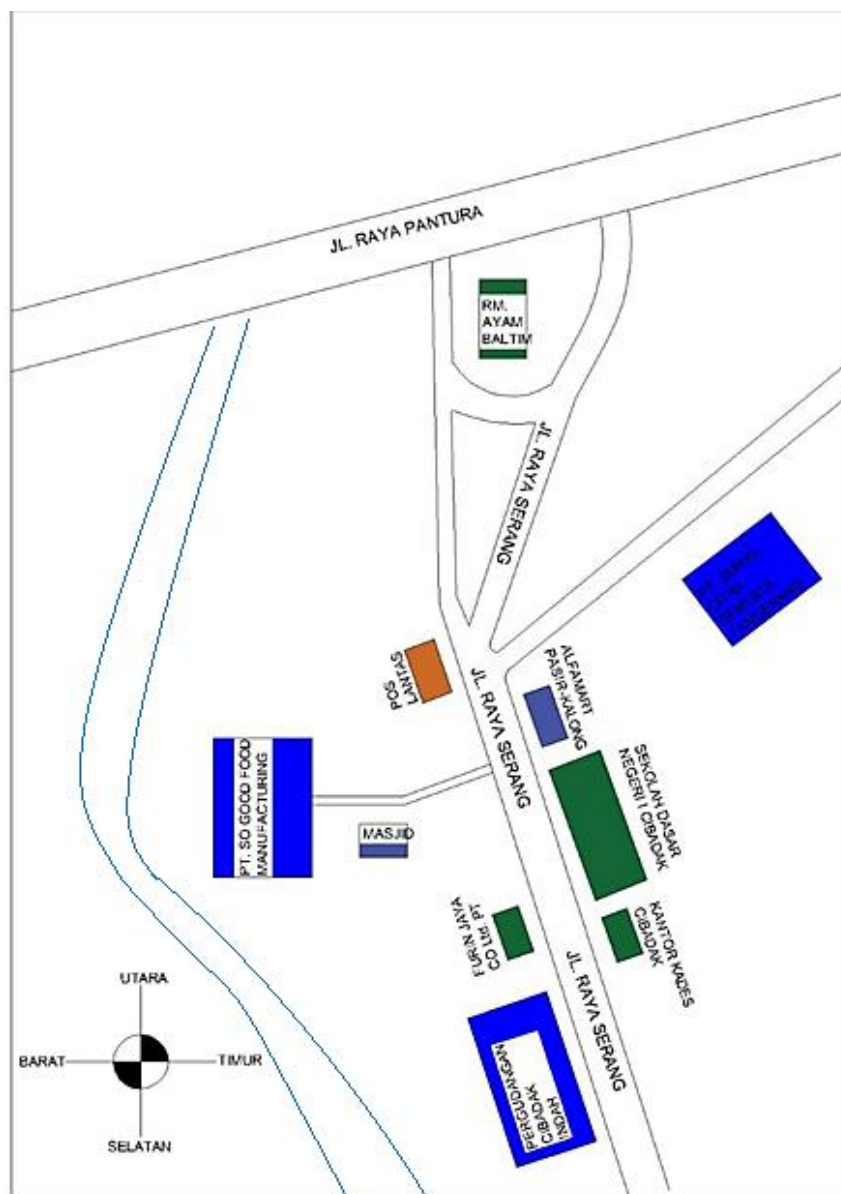 JL. RAYA PANTURA
RM.
AYAM
BALTIM
JL. RAYA SERANG
ALFAMART
PASIR-KALONG
POS
LANTAS
JL. RAYA SERANG
SEKOLAH DASAR
NEGERI I CIBADAK
PT. SO GOOD FOOD
MANUFACTURING
MASJID
FURIN JAYA
CO Ltd. PT
KANTOR KADES
CIBADAK
JL. RAYA SERANG
PERGUDANGAN
CIBADAK
INDAH
UTARA
BARAT
TIMUR
SELATAN